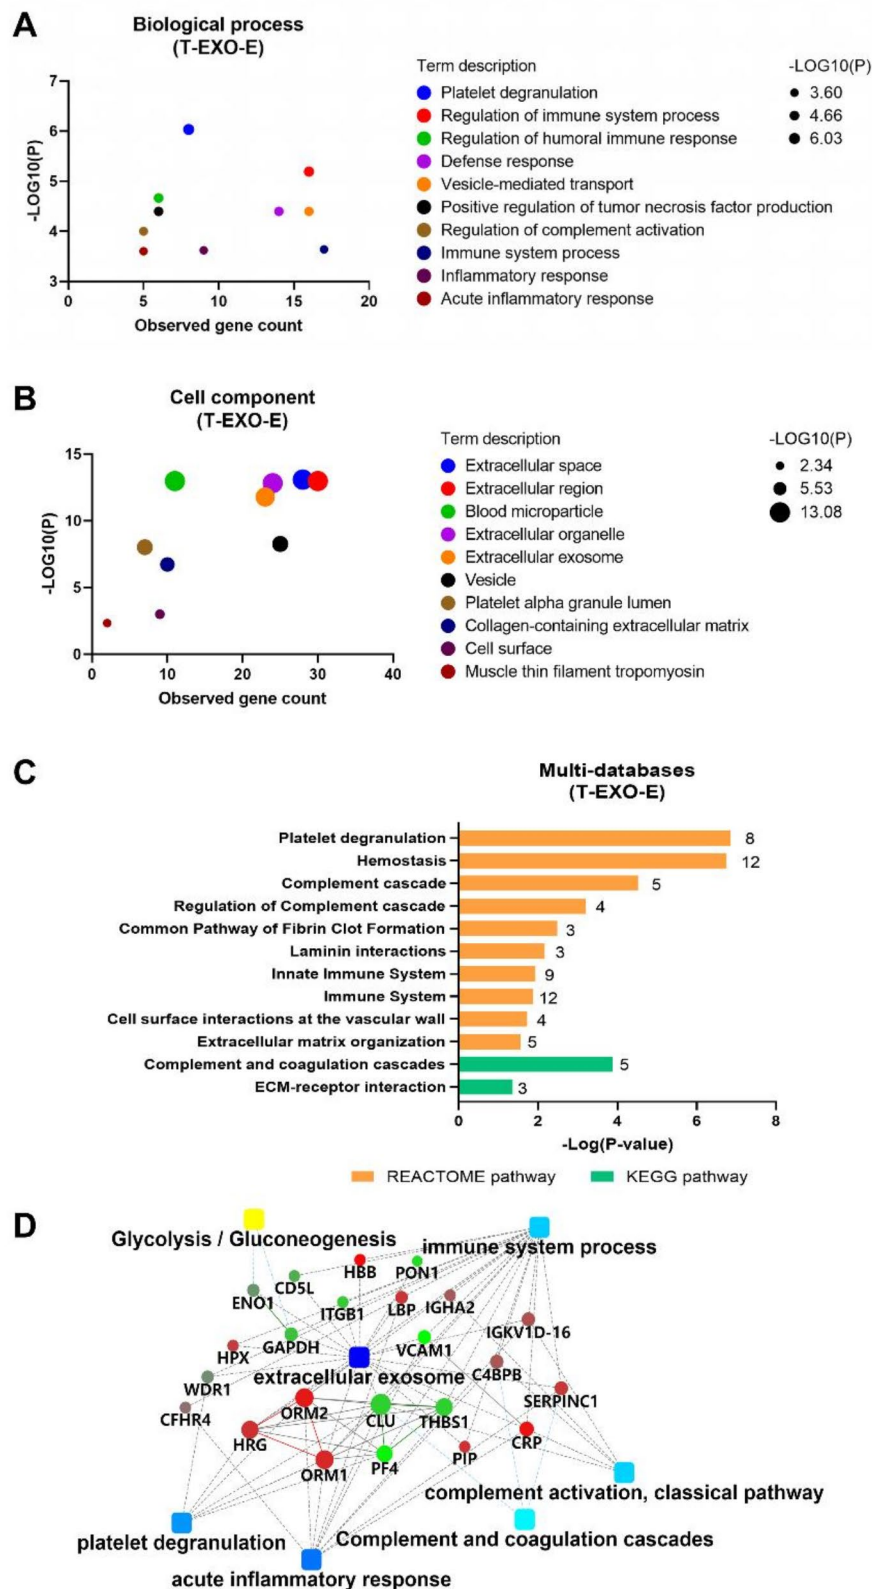 A
Biological process
(T-EXO-E)
7
6
5
4
3
-LOG10(P)
0
5
10
15
20
Observed gene count
Term description
Platelet degranulation
Regulation of immune system process
Regulation of humoral immune response
Defense response
Vesicle-mediated transport
Positive regulation of tumor necrosis factor production
Regulation of complement activation
Immune system process
Inflammatory response
Acute inflammatory response
-LOG10(P)
3.60
4.66
6.03
B
Cell component
(T-EXO-E)
15
10
5
0
-LOG10(P)
0
10
20
30
40
Observed gene count
Term description
Extracellular space
Extracellular region
Blood microparticle
Extracellular organelle
Extracellular exosome
Vesicle
Platelet alpha granule lumen
Collagen-containing extracellular matrix
Cell surface
Muscle thin filament tropomyosin
-LOG10(P)
2.34
5.53
13.08
C
Multi-databases
(T-EXO-E)
Platelet degranulation 8
Hemostasis 12
Complement cascade 5
Regulation of Complement cascade 4
Common Pathway of Fibrin Clot Formation 3
Laminin interactions 3
Innate Immune System 9
Immune System 12
Cell surface interactions at the vascular wall 4
Extracellular matrix organization 5
Complement and coagulation cascades 5
ECM-receptor interaction 3
0 2 4 6 8
-Log(P-value)
REACTOME pathway KEGG pathway
D
Glycolysis / Gluconeogenesis
immune system process
HBB
PON1
CD5L
ENO1
ITGB1
LBP
IGHA2
IGKV1D-16
GAPDH
HPX
VCAM1
extracellular exosome
C4BPB
WDR1
SERPINC1
CFHR4
ORM2
CLU
THBS1
HRG
CRP
PIP
ORM1
PF4
complement activation, classical pathway
platelet degranulation
Complement and coagulation cascades
acute inflammatory response